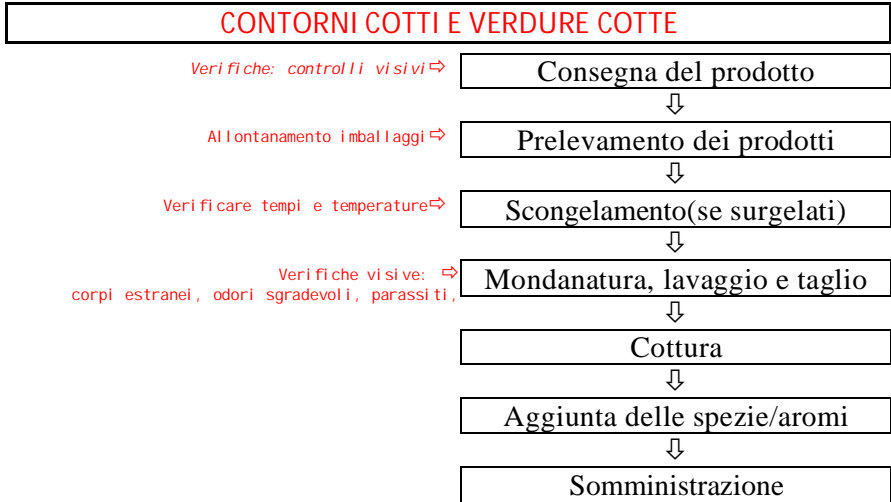 CONTORNI COTTI E VERDURE COTTE
Verifiche: controlli visivi⇨ Consegna del prodotto
⇩
Allontanamento imballaggi⇨ Prelevamento dei prodotti
⇩
Verificare tempi e temperature⇨ Scongelamento(se surgelati)
⇩
Verifiche visive: ⇨ Mondanatura, lavaggio e taglio
corpi estranei, odori sgradevoli, parassiti,
⇩
Cottura
⇩
Aggiunta delle spezie/aromi
⇩
Somministrazione